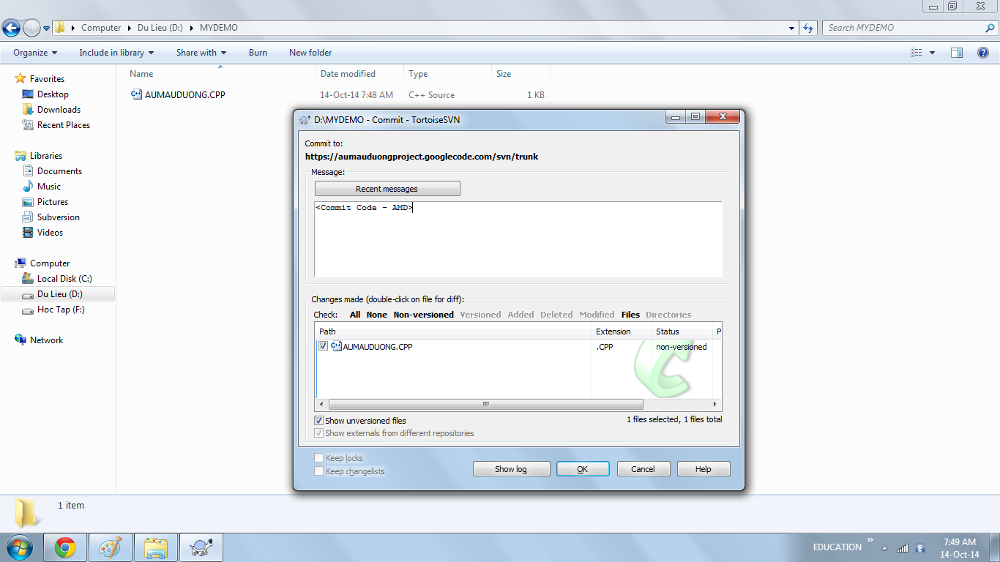 Computer ▸ Du Lieu (D:) ▸ MYDEMO
Search MYDEMO
Organize Include in library Share with Burn New folder
Name Date modified Type Size
AUMAUDUONG.CPP 14-Oct-14 7:48 AM C++ Source 1 KB
Favorites
Desktop
Downloads
Recent Places
Libraries
Documents
Music
Pictures
Subversion
Videos
Computer
Local Disk (C:)
Du Lieu (D:)
Hoc Tap (F:)
Network
D:\MYDEMO - Commit - TortoiseSVN
Commit to:
https://aumauduongproject.googlecode.com/svn/trunk
Message:
Recent messages
<Commit Code - AMD>
Changes made (double-click on file for diff):
Check: All None Non-versioned Versioned Added Deleted Modified Files Directories
Path Extension Status P
AUMAUDUONG.CPP .CPP non-versioned
Show unversioned files 1 files selected, 1 files total
Show externals from different repositories
Keep locks
Keep changelists
Show log OK Cancel Help
1 item
EDUCATION
7:49 AM
14-Oct-14